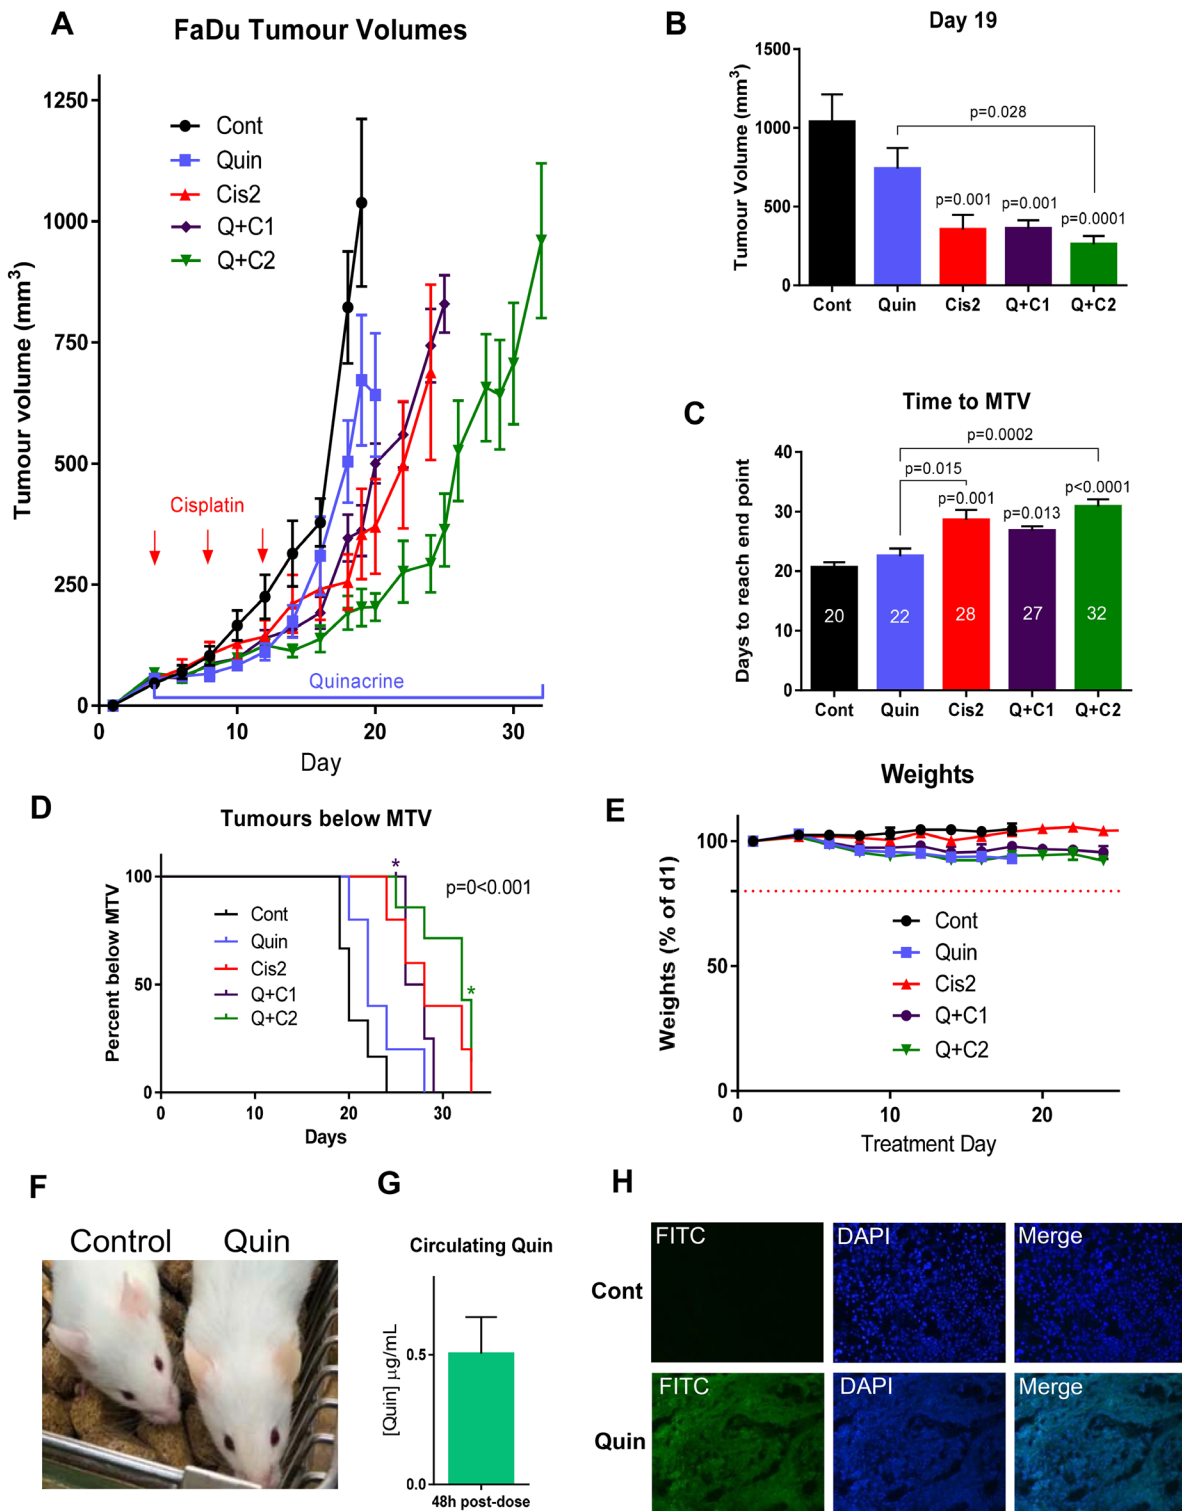 A
FaDu Tumour Volumes
Tumour volume (mm³)
1250
1000
750
500
250
0
Cont
Quin
Cis2
Q+C1
Q+C2
Cisplatin
Quinacrine
0
10
20
30
Day
B
Day 19
Tumour Volume (mm³)
1500
1000
500
0
p=0.028
p=0.001
p=0.001
p=0.0001
Cont
Quin
Cis2
Q+C1
Q+C2
C
Time to MTV
Days to reach end point
40
30
20
10
0
p=0.0002
p=0.015
p=0.001
p=0.013
p<0.0001
20
22
28
27
32
Cont
Quin
Cis2
Q+C1
Q+C2
D
Tumours below MTV
Percent below MTV
100
50
0
*
p=0<0.001
Cont
Quin
Cis2
Q+C1
Q+C2
*
0
10
20
30
Days
E
Weights
Weights (% of d1)
100
50
0
Cont
Quin
Cis2
Q+C1
Q+C2
0
10
20
Treatment Day
F
Control
Quin
G
Circulating Quin
[Quin] µg/mL
0.5
0.0
48h post-dose
H
FITC
DAPI
Merge
Cont
FITC
DAPI
Merge
Quin